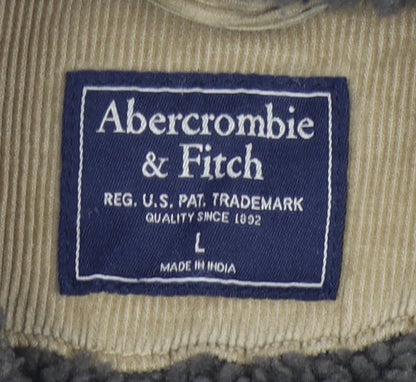 Abercrombie
& Fitch
REG. U.S. PAT. TRADEMARK
QUALITY SINCE 1892
L
MADE IN INDIA